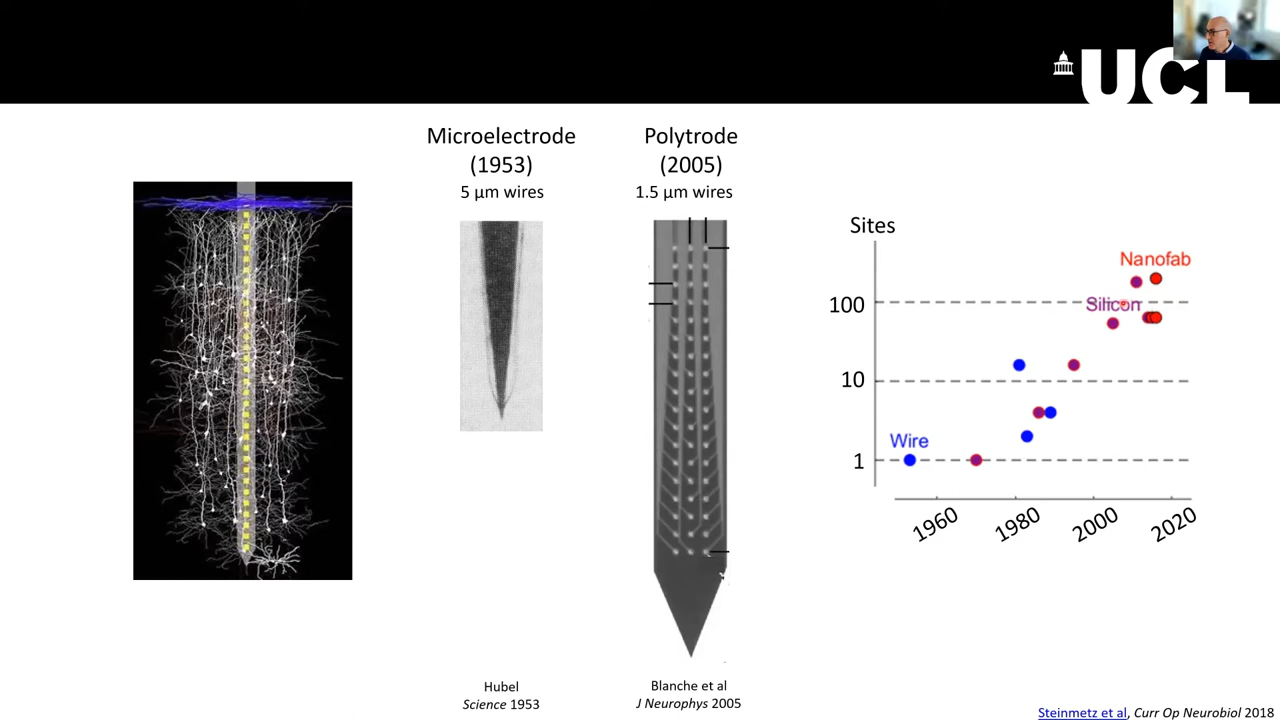 UCL
Microelectrode
(1953)
5 µm wires
Polytrode
(2005)
1.5 µm wires
Sites
Nanofab
Silicon
100
10
Wire
1
1960
1980
2000
2020
Hubel
Science 1953
Blanche et al
J Neurophys 2005
Steinmetz et al, Curr Op Neurobiol 2018